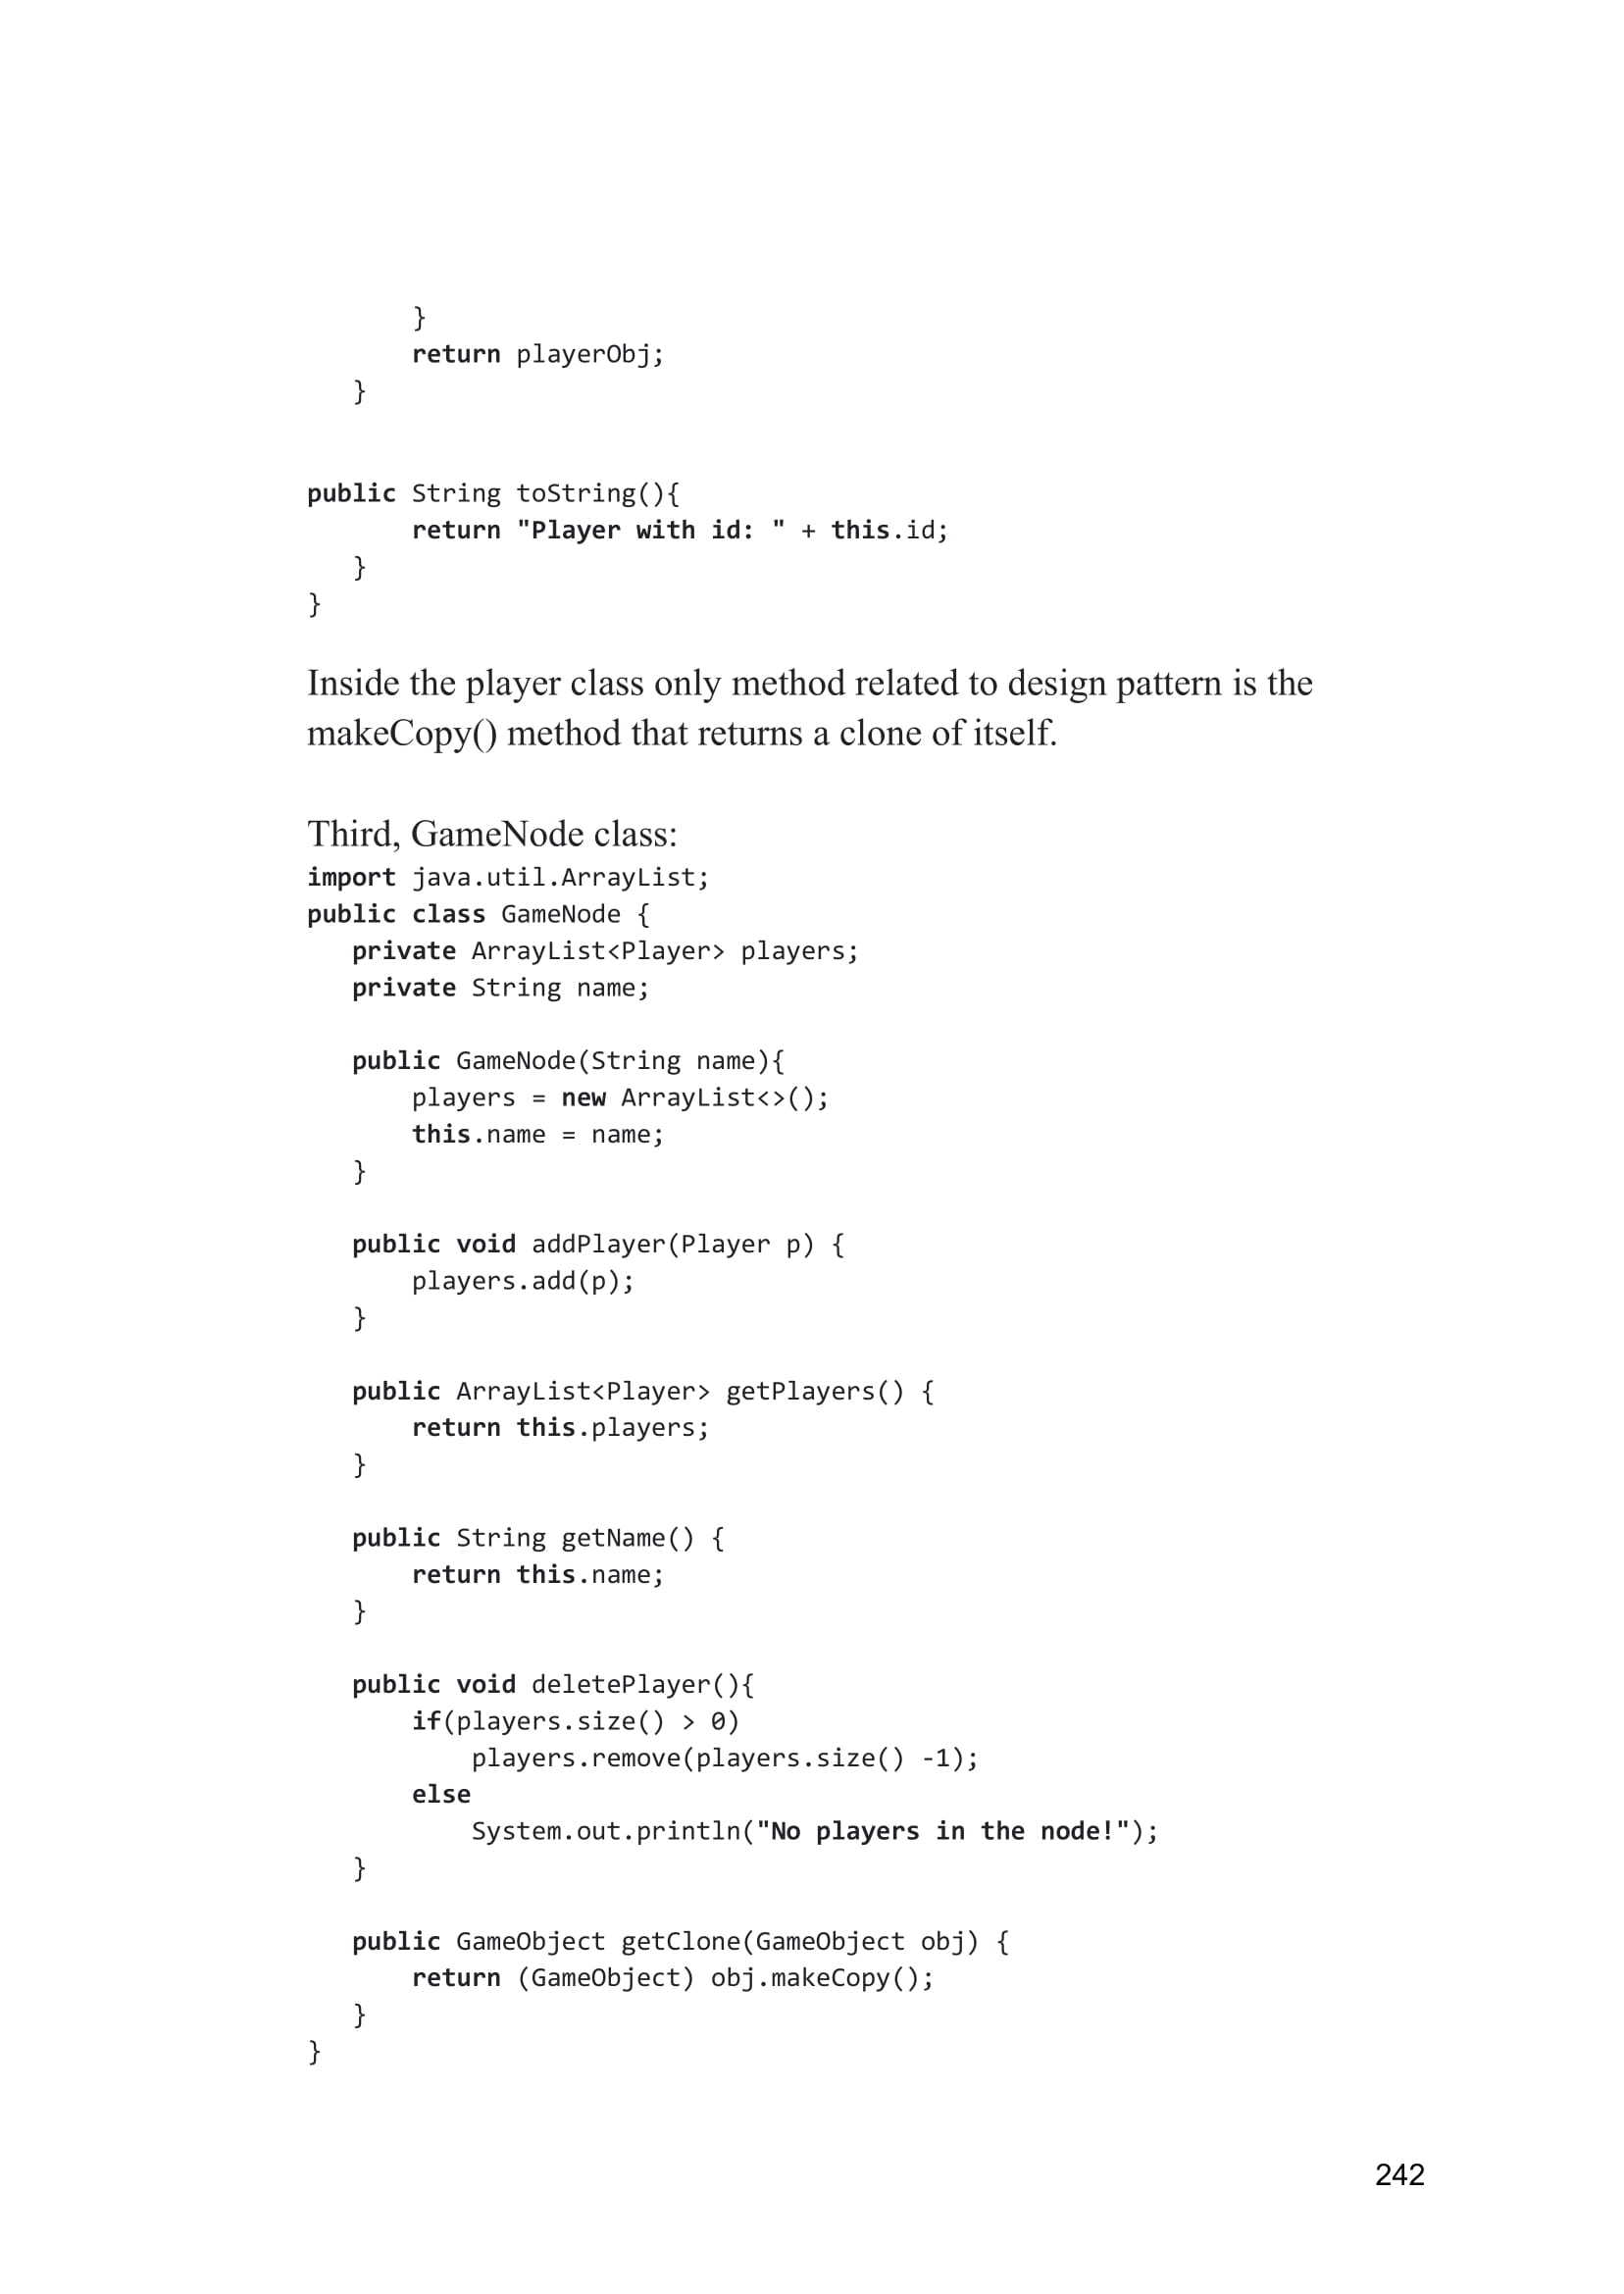 }
return playerObj;
}
public String toString(){
return "Player with id: " + this.id;
}
}
Inside the player class only method related to design pattern is the
makeCopy() method that returns a clone of itself.
Third, GameNode class:
import java.util.ArrayList;
public class GameNode {
private ArrayList<Player> players;
private String name;
public GameNode(String name){
players = new ArrayList<>();
this.name = name;
}
public void addPlayer(Player p) {
players.add(p);
}
public ArrayList<Player> getPlayers() {
return this.players;
}
public String getName() {
return this.name;
}
public void deletePlayer(){
if(players.size() > 0)
players.remove(players.size() -1);
else
System.out.println("No players in the node!");
}
public GameObject getClone(GameObject obj) {
return (GameObject) obj.makeCopy();
}
}
242